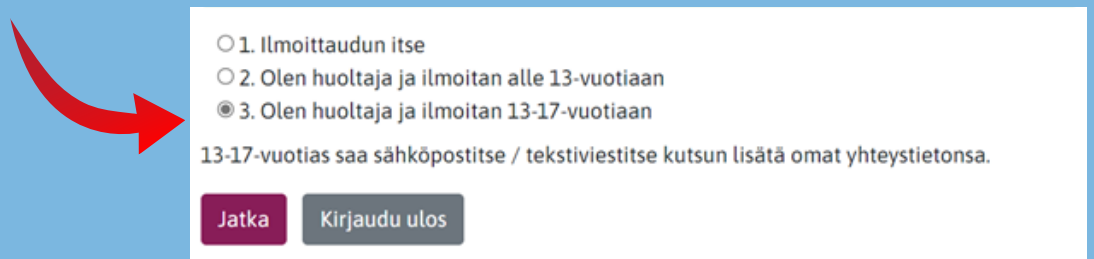 1. Ilmoittaudun itse
2. Olen huoltaja ja ilmoitan alle 13-vuotiaan
3. Olen huoltaja ja ilmoitan 13-17-vuotiaan
13-17-vuotias saa sähköpostitse / tekstiviestitse kutsun lisätä omat yhteystietonsa.
Jatka Kirjaudu ulos